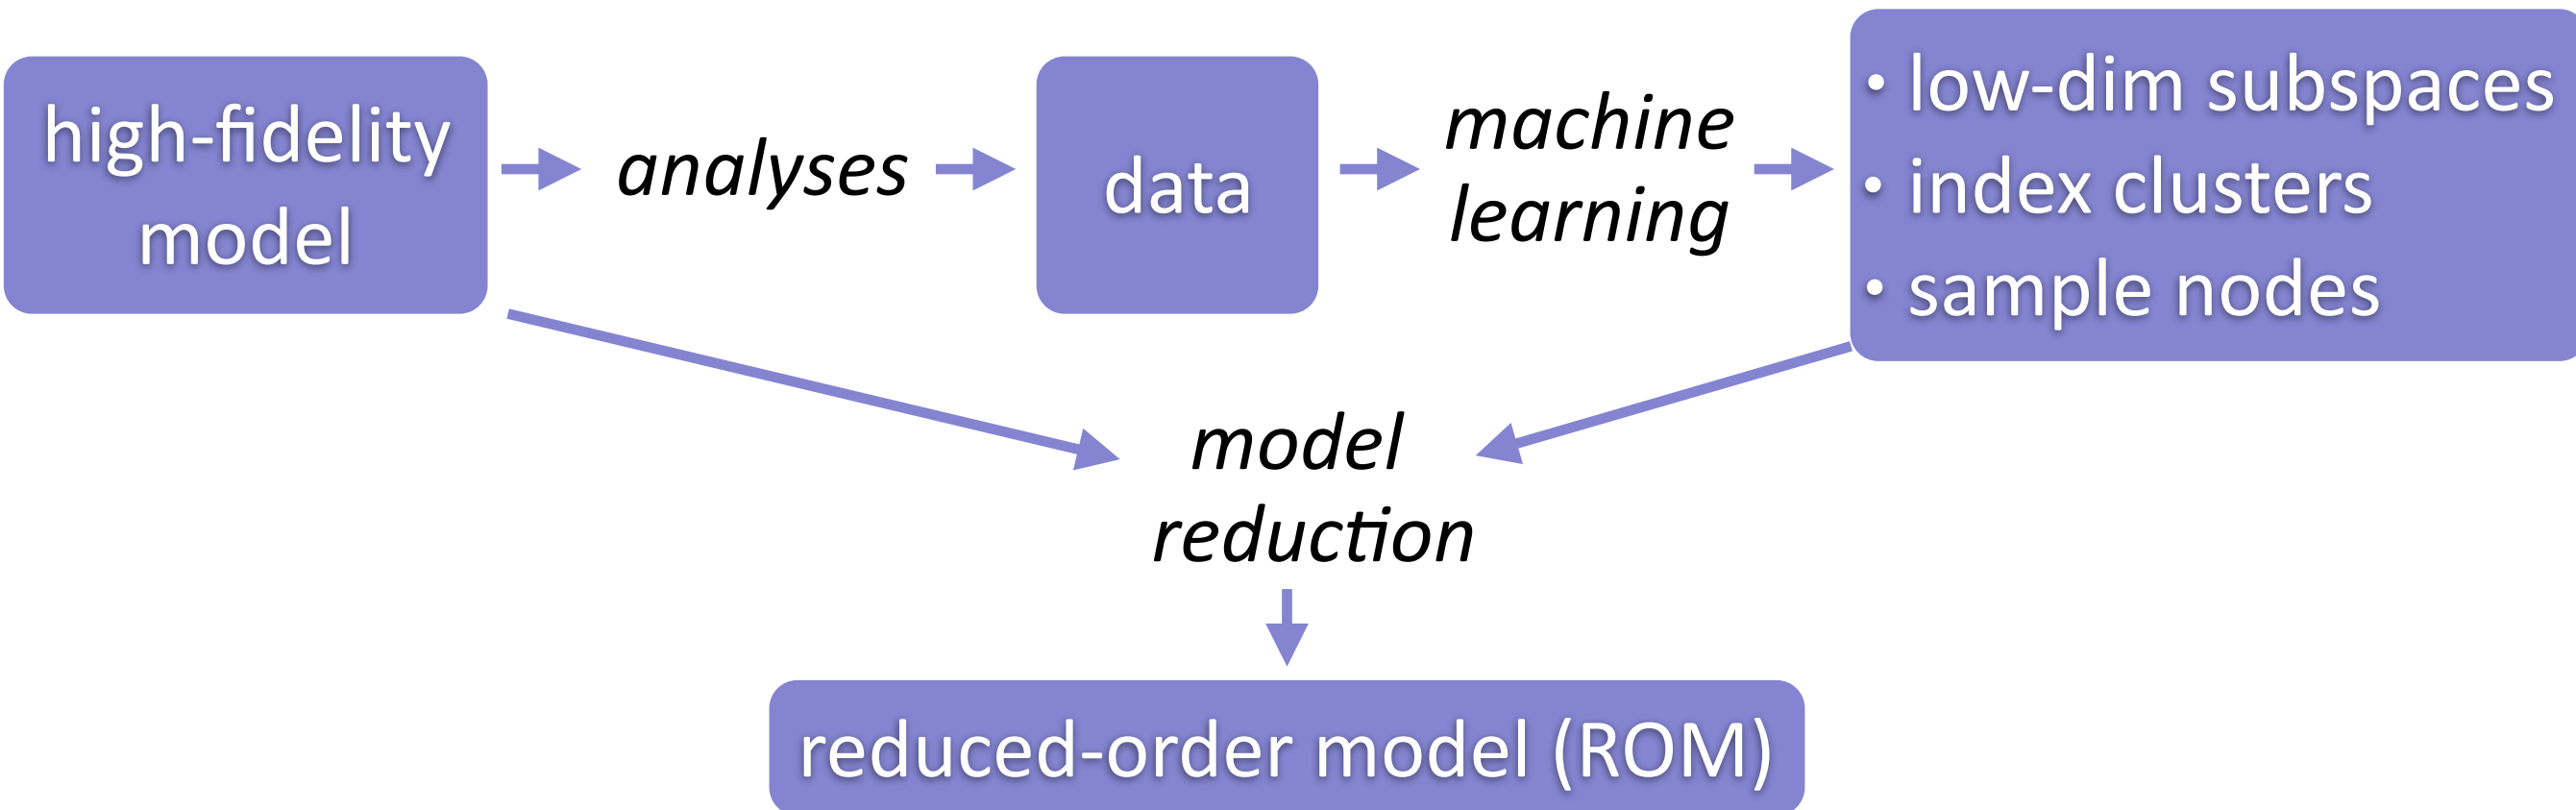 high-fidelity
model
analyses
data
machine
learning
• low-dim subspaces
• index clusters
• sample nodes
model
reduction
reduced-order model (ROM)